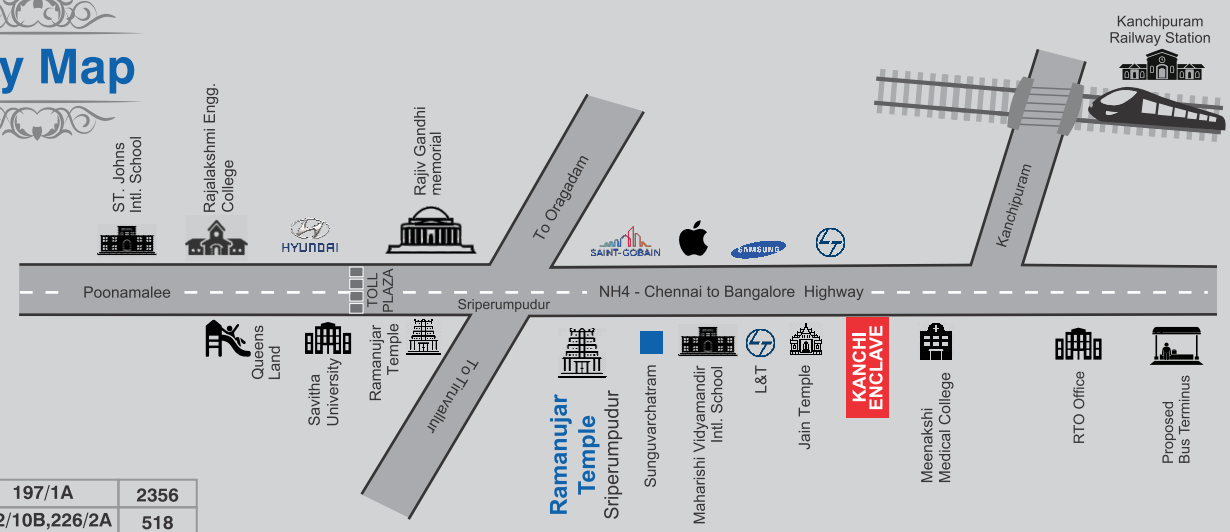 y Map
Kanchipuram
Railway Station
ST. Johns
Intl. School
Rajalakshmi Engg.
College
HYUNDAI
Rajiv Gandhi
memorial
To Oragadam
SAINT-GOBAIN
SAMSUNG
LT
Kanchipuram
Poonamalee
TOLL
PLAZA
Sriperumpudur
NH4 - Chennai to Bangalore Highway
Queens
Land
Savitha
University
Ramanujar
Temple
To Tiruvallur
Ramanujar
Temple
Sriperumpudur
Sunguvarchatram
Maharishi Vidyamandir
Intl. School
LT
L&T
Jain Temple
KANCHI
ENCLAVE
Meenakshi
Medical College
RTO Office
Proposed
Bus Terminus
197/1A 2356
2/10B,226/2A 518